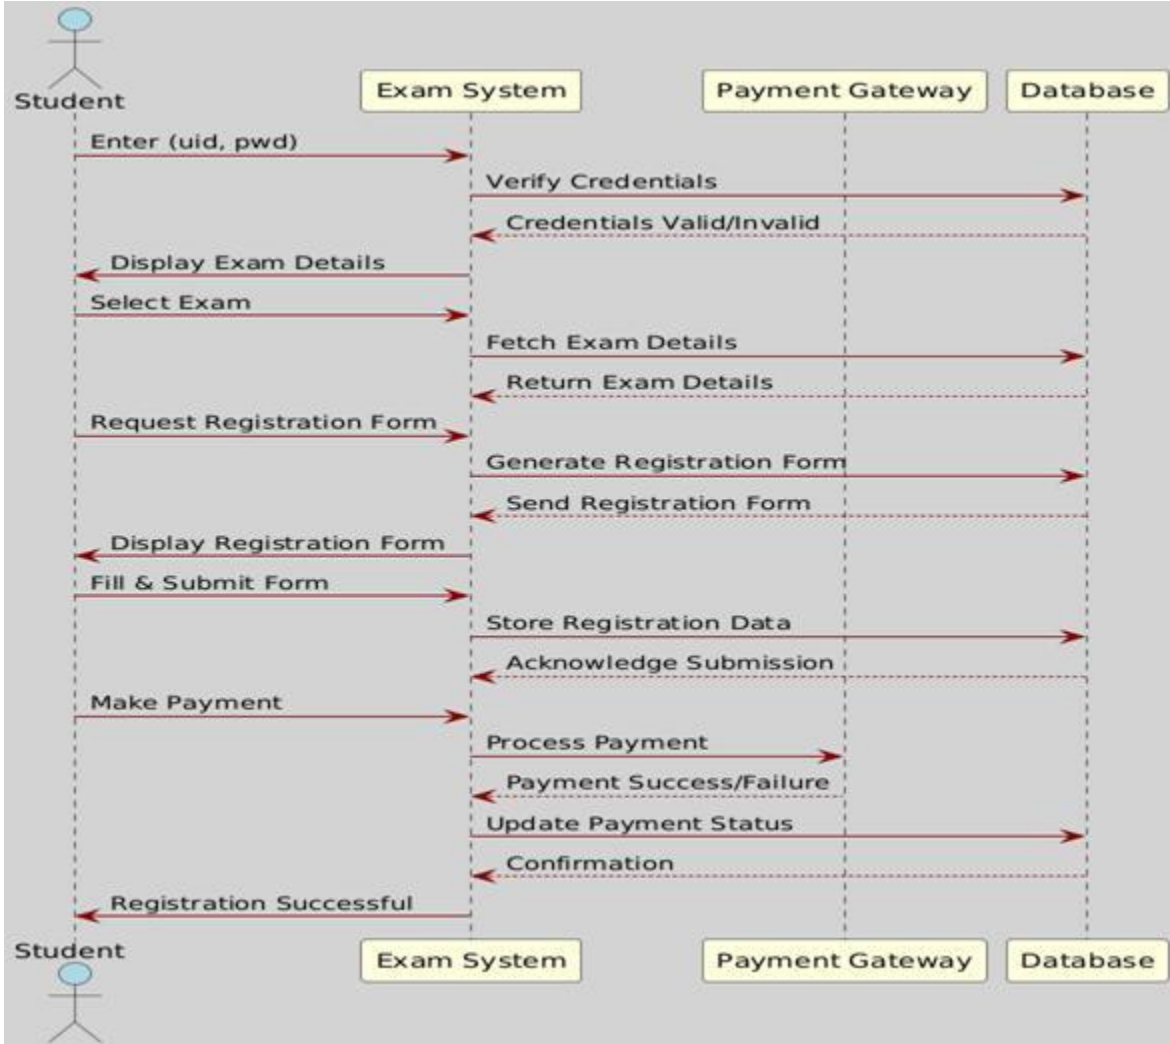 Student
Exam System
Payment Gateway
Database
Enter (uid, pwd)
Verify Credentials
Credentials Valid/Invalid
Display Exam Details
Select Exam
Fetch Exam Details
Return Exam Details
Request Registration Form
Generate Registration Form
Send Registration Form
Display Registration Form
Fill & Submit Form
Store Registration Data
Acknowledge Submission
Make Payment
Process Payment
Payment Success/Failure
Update Payment Status
Confirmation
Registration Successful
Student
Exam System
Payment Gateway
Database